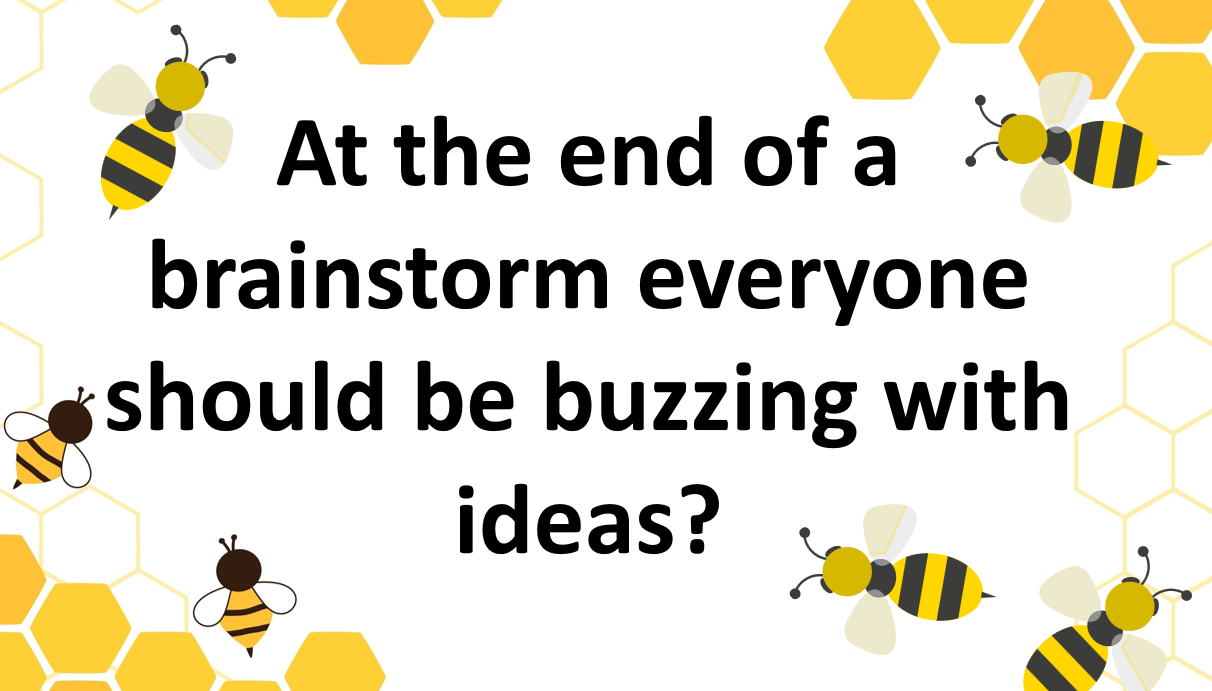 At the end of a
brainstorm everyone
should be buzzing with
ideas?